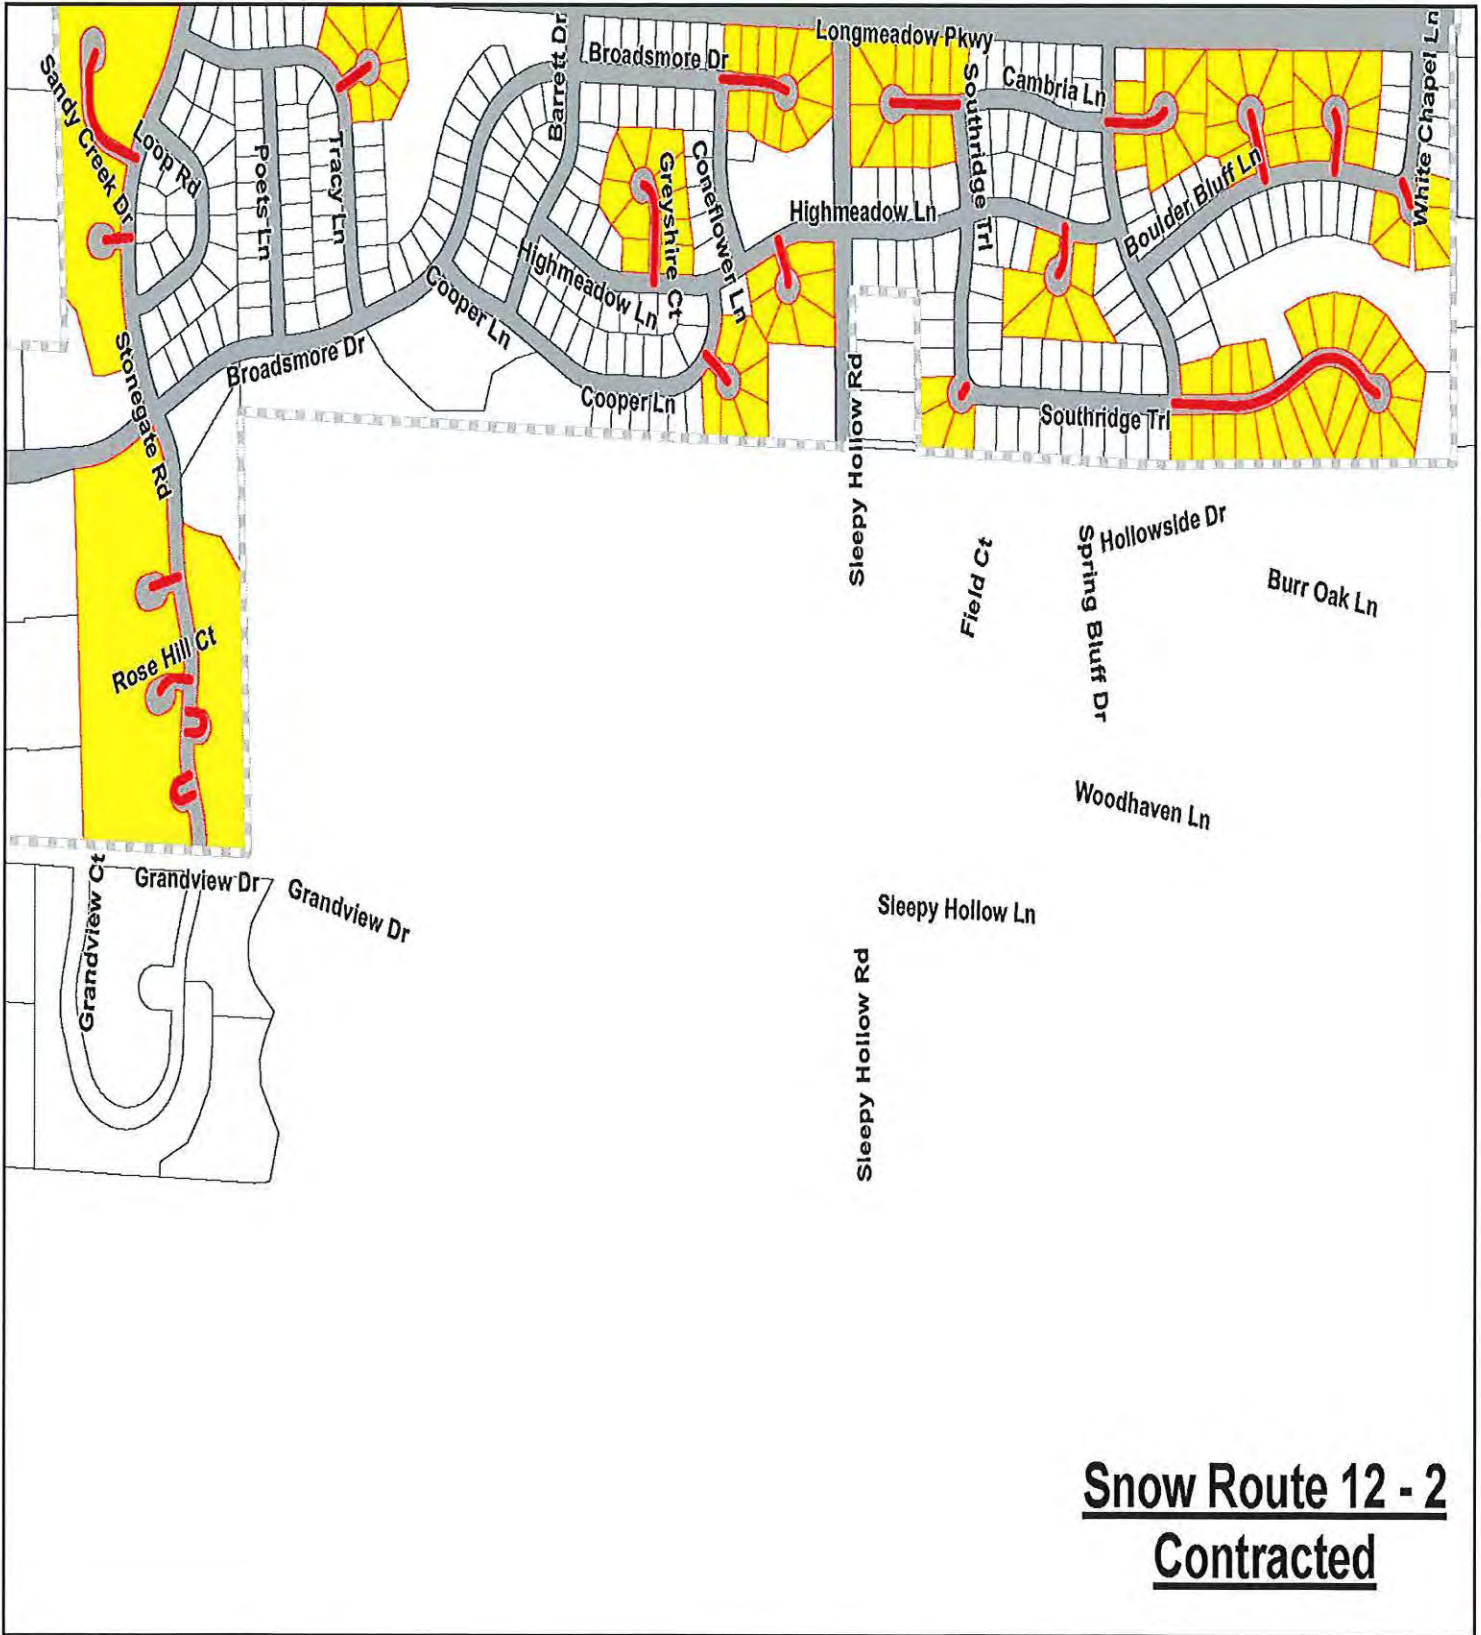 Longmeadow Pkwy
Barrett Dr
Broadsmore Dr
White Chapel Ln
Sandy Creek Dr
Loop Rd
Poets Ln
Tracy Ln
Greyshire Ct
Coneflower Ln
Southridge Trl
Cambria Ln
Boulder Bluff Ln
Highmeadow Ln
Highmeadow Ln
Cooper Ln
Stonegate Rd
Broadsmore Dr
Cooper Ln
Sleepy Hollow Rd
Southridge Trl
Field Ct
Spring Bluff Dr
Hollowside Dr
Burr Oak Ln
Rose Hill Ct
Woodhaven Ln
Grandview Ct
Grandview Dr
Grandview Dr
Sleepy Hollow Ln
Sleepy Hollow Rd
Snow Route 12 - 2
Contracted